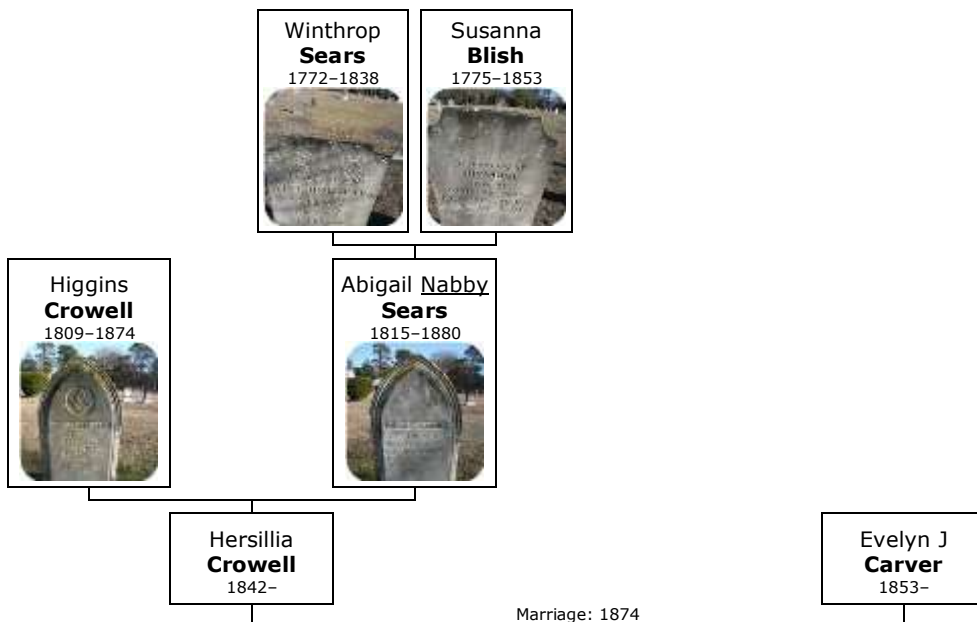 Winthrop
Sears
1772–1838
Susanna
Blish
1775–1853
Higgins
Crowell
1809–1874
Abigail Nabby
Sears
1815–1880
Hersillia
Crowell
1842–
Evelyn J
Carver
1853–
Marriage: 1874